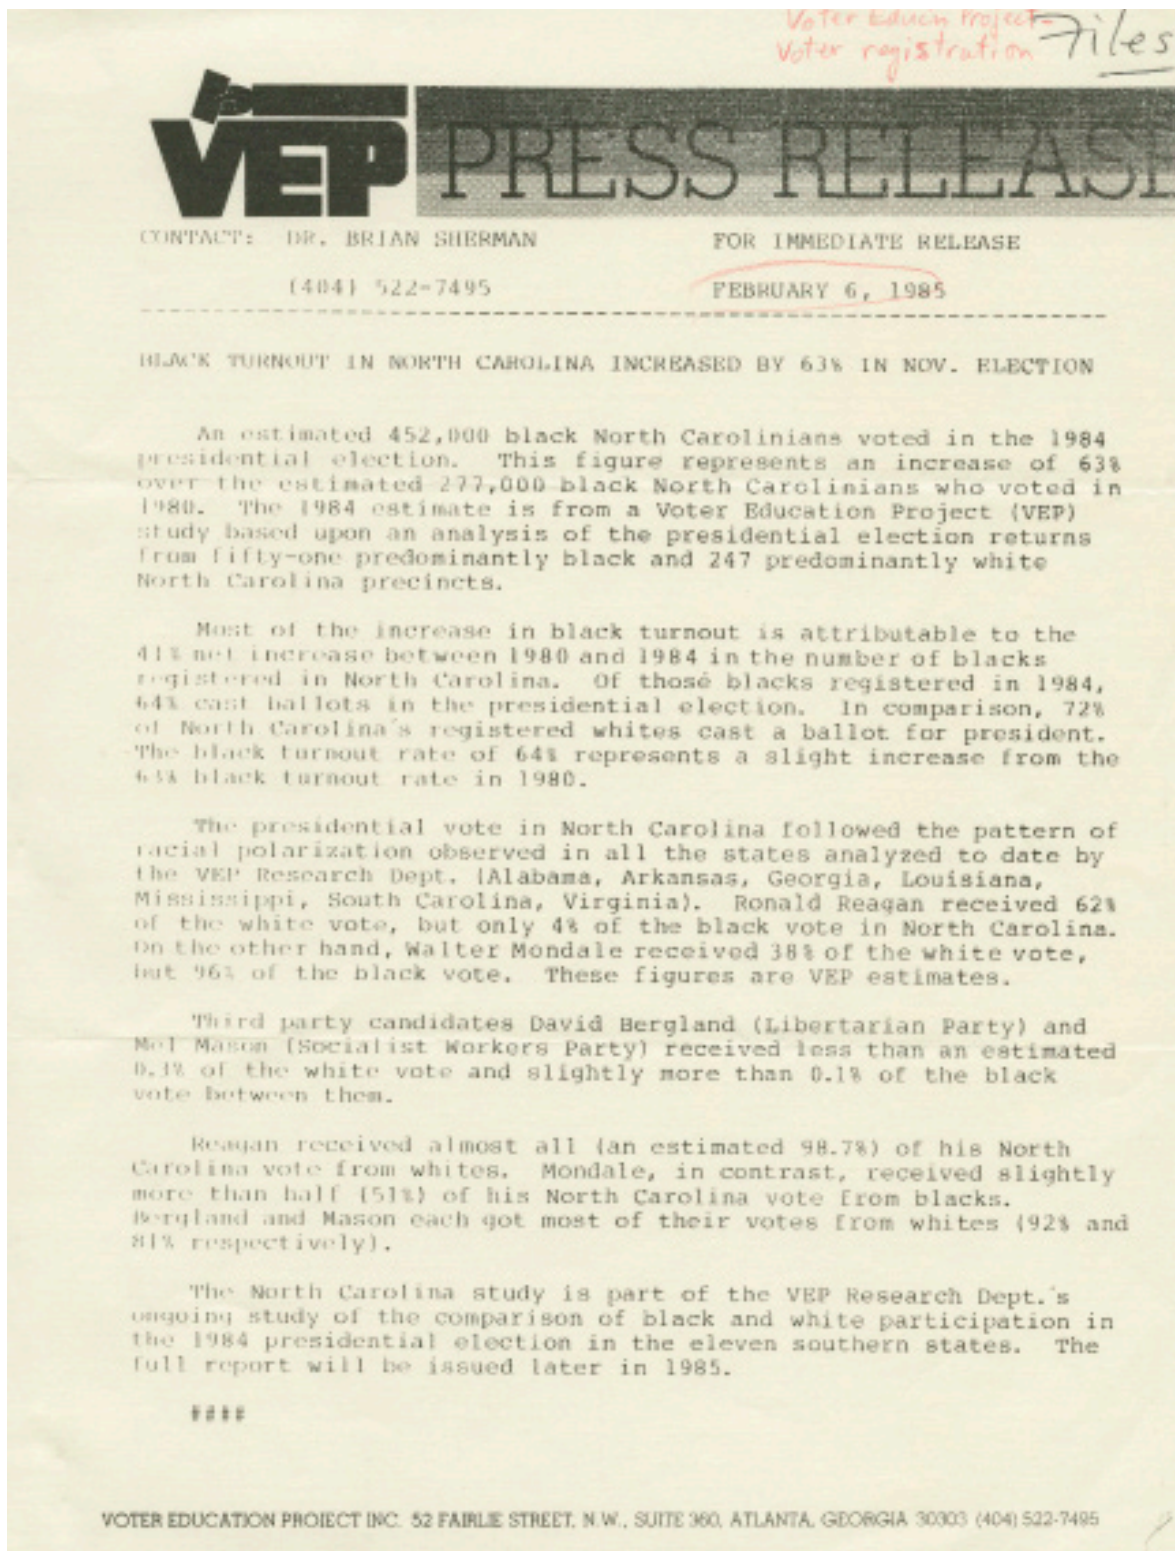 Voter Educ'n Project-
Voter registration
Files
VEP PRESS RELEASE
CONTACT: DR. BRIAN SHERMAN FOR IMMEDIATE RELEASE
(404) 522-7495 FEBRUARY 6, 1985
BLACK TURNOUT IN NORTH CAROLINA INCREASED BY 63% IN NOV. ELECTION
An estimated 452,000 black North Carolinians voted in the 1984
presidential election. This figure represents an increase of 63%
over the estimated 277,000 black North Carolinians who voted in
1980. The 1984 estimate is from a Voter Education Project (VEP)
study based upon an analysis of the presidential election returns
from fifty-one predominantly black and 247 predominantly white
North Carolina precincts.
Most of the increase in black turnout is attributable to the
41% net increase between 1980 and 1984 in the number of blacks
registered in North Carolina. Of those blacks registered in 1984,
64% cast ballots in the presidential election. In comparison, 72%
of North Carolina's registered whites cast a ballot for president.
The black turnout rate of 64% represents a slight increase from the
63% black turnout rate in 1980.
The presidential vote in North Carolina followed the pattern of
racial polarization observed in all the states analyzed to date by
the VEP Research Dept. (Alabama, Arkansas, Georgia, Louisiana,
Mississippi, South Carolina, Virginia). Ronald Reagan received 62%
of the white vote, but only 4% of the black vote in North Carolina.
On the other hand, Walter Mondale received 38% of the white vote,
but 96% of the black vote. These figures are VEP estimates.
Third party candidates David Bergland (Libertarian Party) and
Mel Mason (Socialist Workers Party) received less than an estimated
0.3% of the white vote and slightly more than 0.1% of the black
vote between them.
Reagan received almost all (an estimated 98.7%) of his North
Carolina vote from whites. Mondale, in contrast, received slightly
more than half (51%) of his North Carolina vote from blacks.
Bergland and Mason each got most of their votes from whites (92% and
81% respectively).
The North Carolina study is part of the VEP Research Dept.'s
ongoing study of the comparison of black and white participation in
the 1984 presidential election in the eleven southern states. The
full report will be issued later in 1985.
####
VOTER EDUCATION PROJECT INC. 52 FAIRLIE STREET, N.W., SUITE 360, ATLANTA, GEORGIA 30303 (404) 522-7495